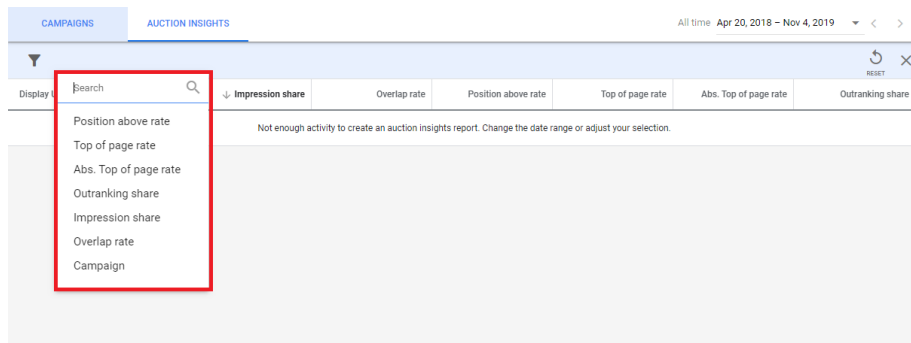 CAMPAIGNS AUCTION INSIGHTS All time Apr 20, 2018 – Nov 4, 2019
RESET
Display Impression share Overlap rate Position above rate Top of page rate Abs. Top of page rate Outranking share
Search
Not enough activity to create an auction insights report. Change the date range or adjust your selection.
Position above rate
Top of page rate
Abs. Top of page rate
Outranking share
Impression share
Overlap rate
Campaign